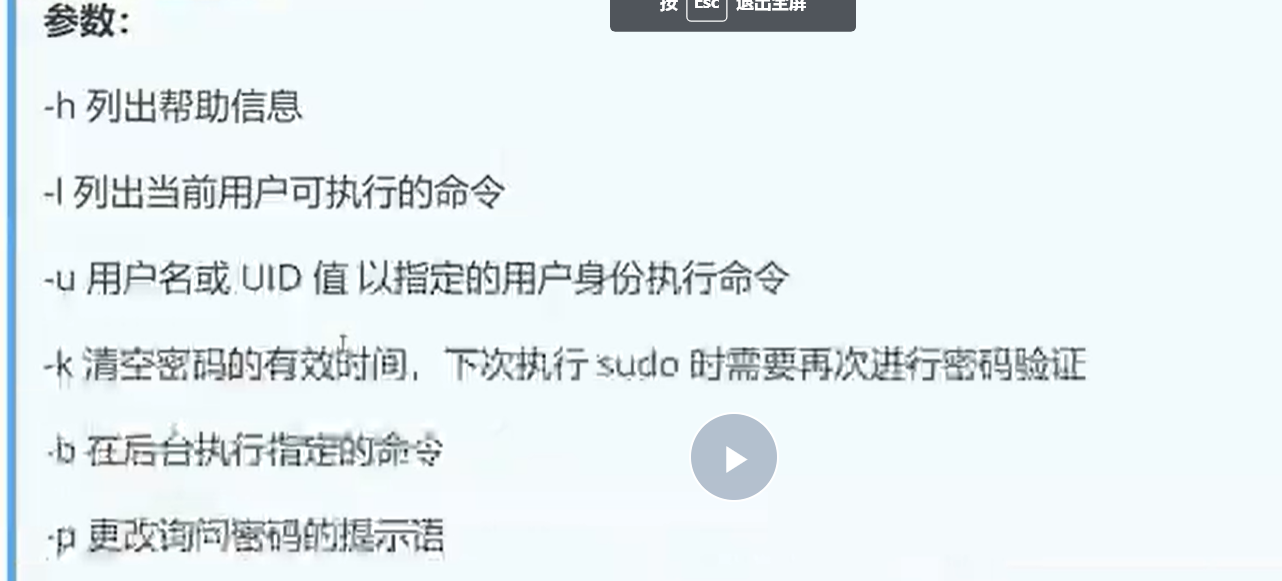 按 Esc 退出全屏
参数：
-h 列出帮助信息
-l 列出当前用户可执行的命令
-u 用户名或 UID 值 以指定的用户身份执行命令
-k 清空密码的有效时间，下次执行 sudo 时需要再次进行密码验证
-b 在后台执行指定的命令
-p 更改询问密码的提示语